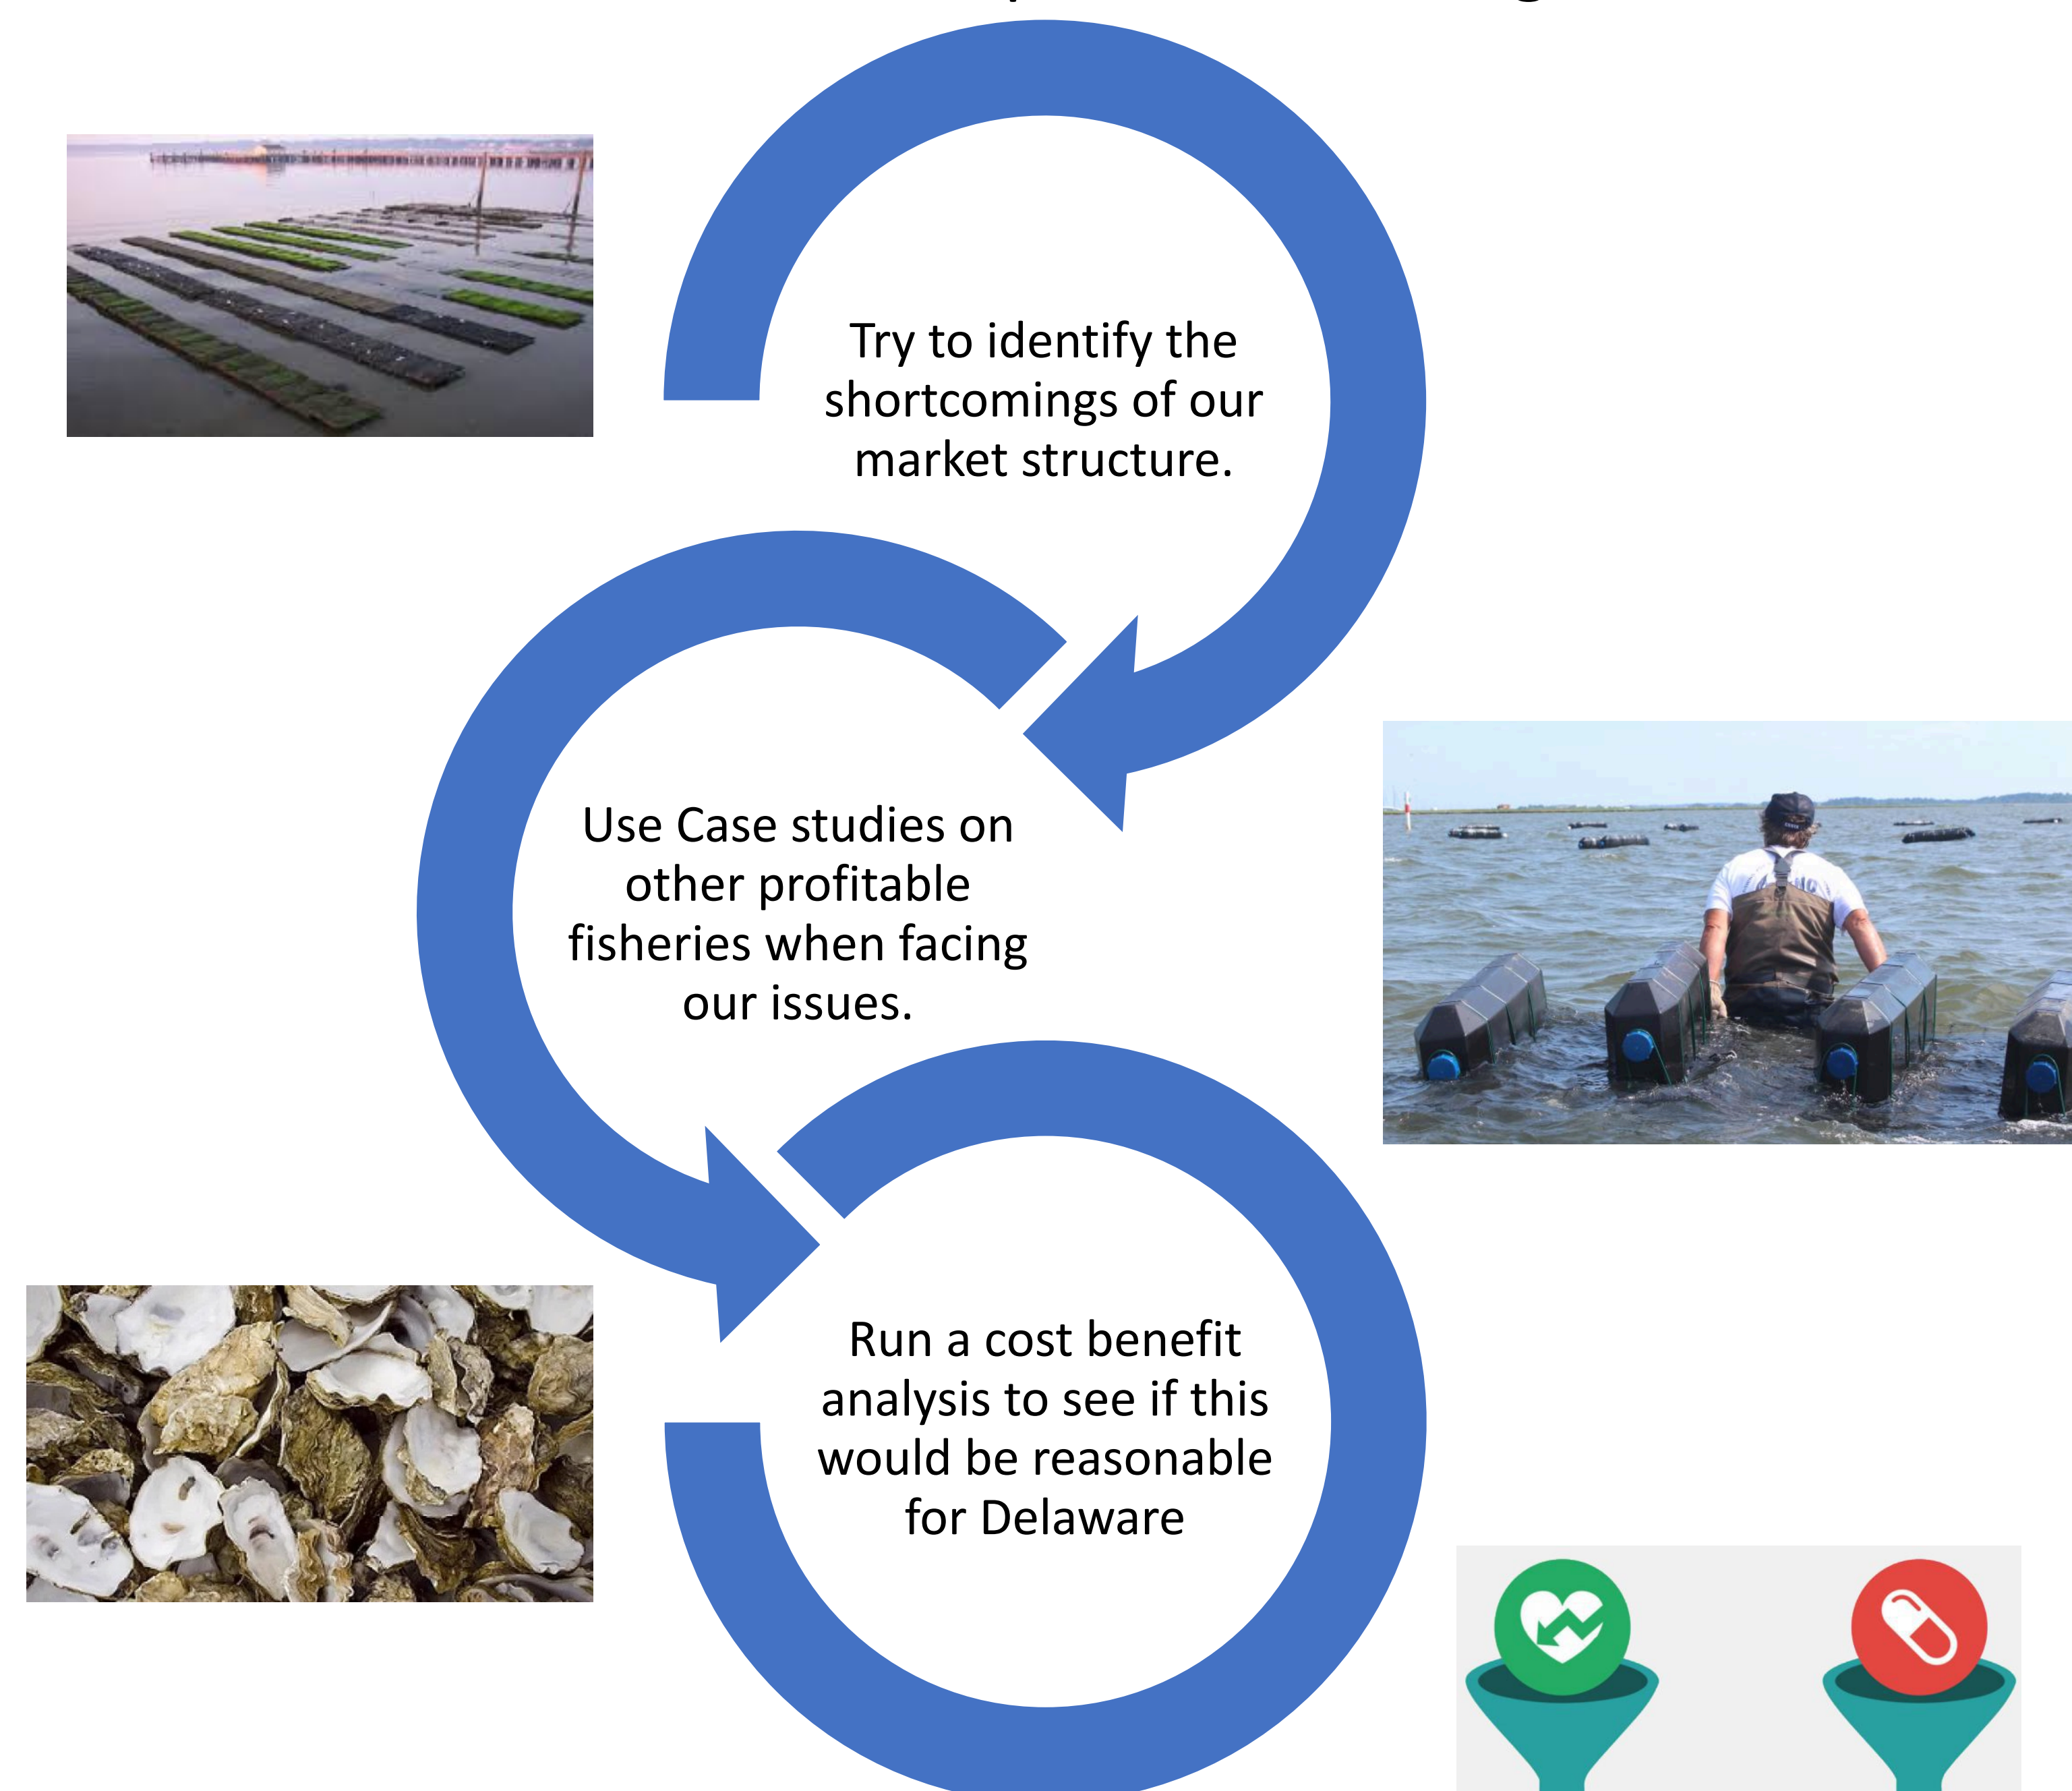 Try to identify the
shortcomings of our
market structure.
Use Case studies on
other profitable
fisheries when facing
our issues.
Run a cost benefit
analysis to see if this
would be reasonable
for Delaware